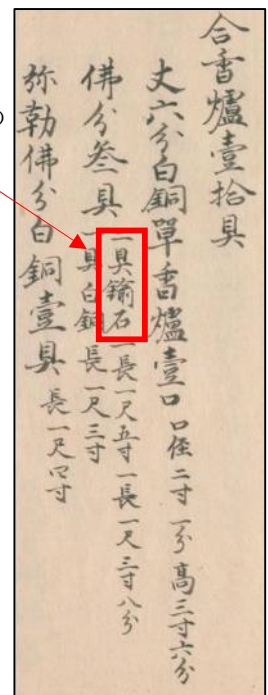 合香爐壹拾具
丈六分白銅單香爐壹口 口俓二寸一分 高三寸六分
佛分叁具
一具鍮石 一長一尺五寸 一長一尺三寸八分
一具白銅 長一尺三寸
弥勒佛分白銅壹具 長一尺四寸
の